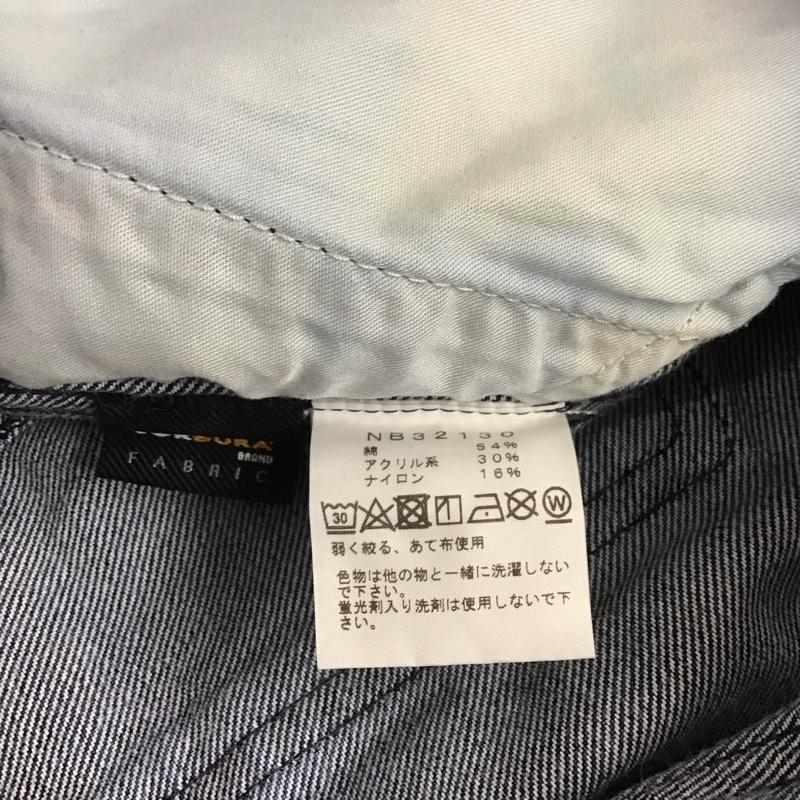 CORDURA
BRAND
FABRIC
NB32130
綿 54%
アクリル系 30%
ナイロン 16%
30 W
弱く絞る、あて布使用
色物は他の物と一緒に洗濯しない
で下さい。
蛍光剤入り洗剤は使用しないで下
さい。